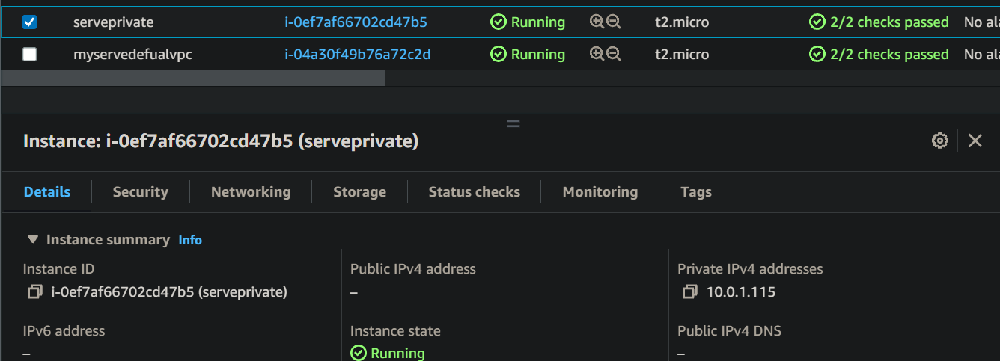 serveprivate i-0ef7af66702cd47b5 Running t2.micro 2/2 checks passed No ala
myservedefualvpc i-04a30f49b76a72c2d Running t2.micro 2/2 checks passed No ala
Instance: i-0ef7af66702cd47b5 (serveprivate)
Details Security Networking Storage Status checks Monitoring Tags
Instance summary Info
Instance ID Public IPv4 address Private IPv4 addresses
i-0ef7af66702cd47b5 (serveprivate) – 10.0.1.115
IPv6 address Instance state Public IPv4 DNS
– Running –